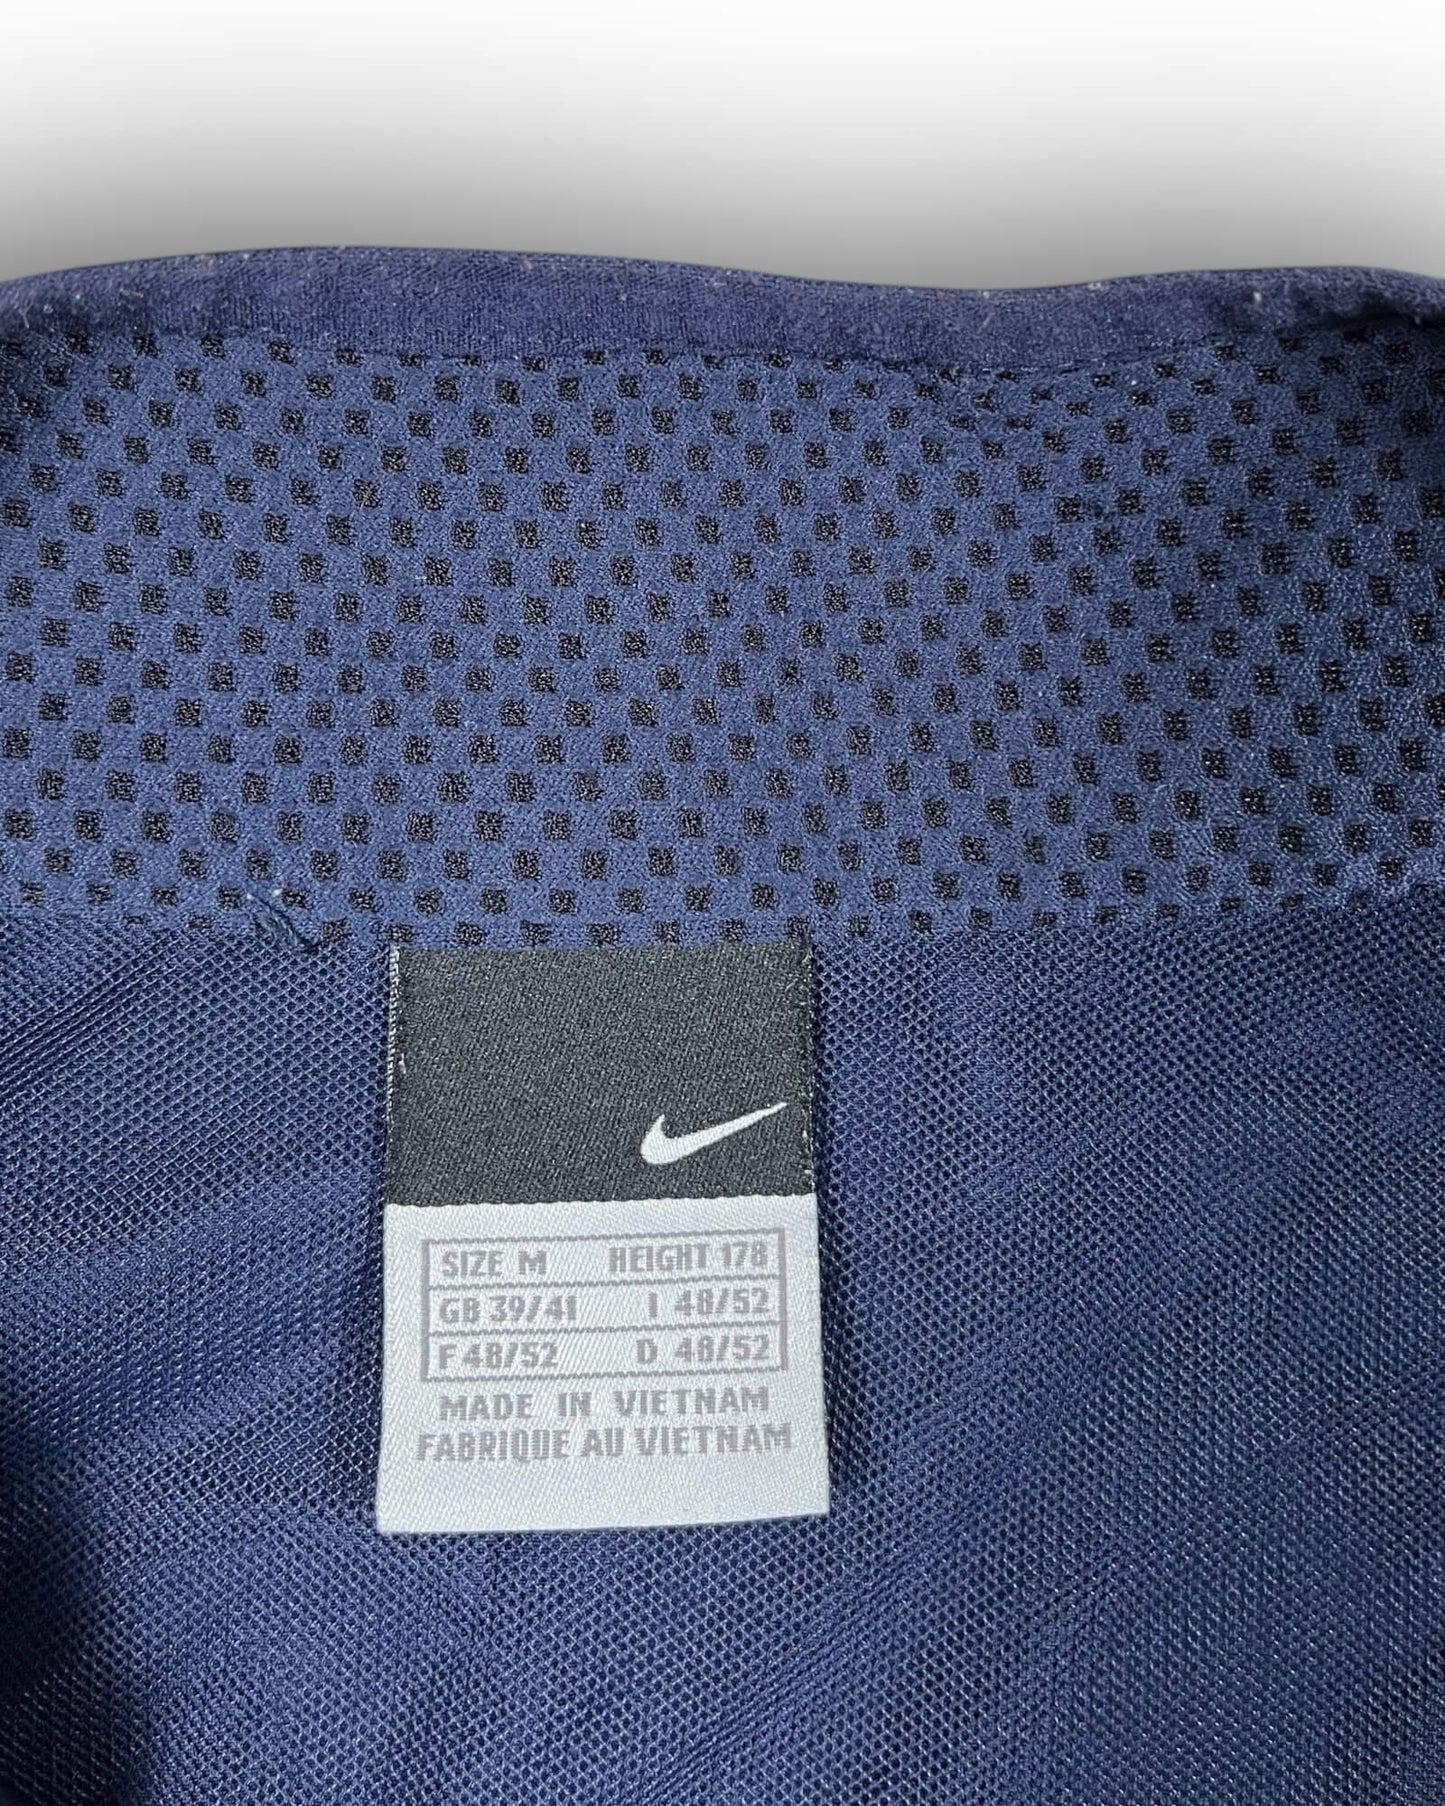 SIZE M HEIGHT 178
GB 39/41 I 48/52
F 48/52 D 48/52
MADE IN VIETNAM
FABRIQUE AU VIETNAM